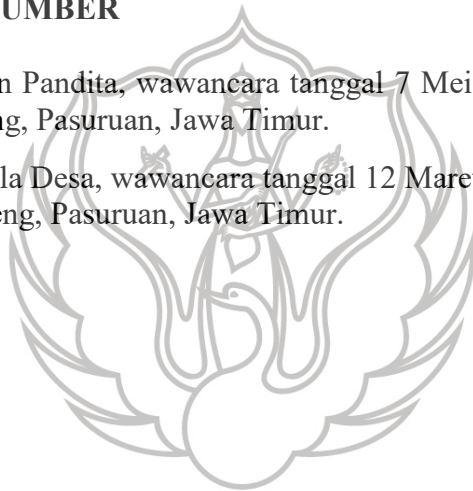 UMBER
n Pandita, wawancara tanggal 7 Mei
ng, Pasuruan, Jawa Timur.
la Desa, wawancara tanggal 12 Maret
eng, Pasuruan, Jawa Timur.